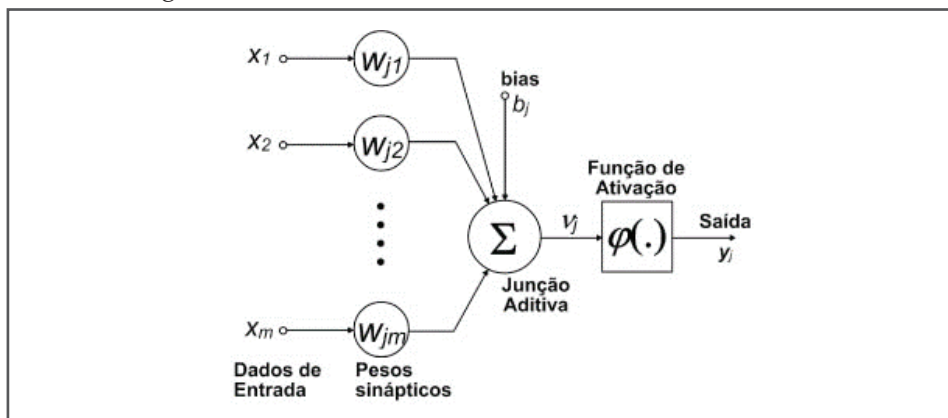 x1
wj1
bias
bj
x2
wj2
Função de
Ativação
Σ
vj
φ(.)
Saída
yj
Junção
Aditiva
xm
wjm
Dados de
Entrada
Pesos
sinápticos